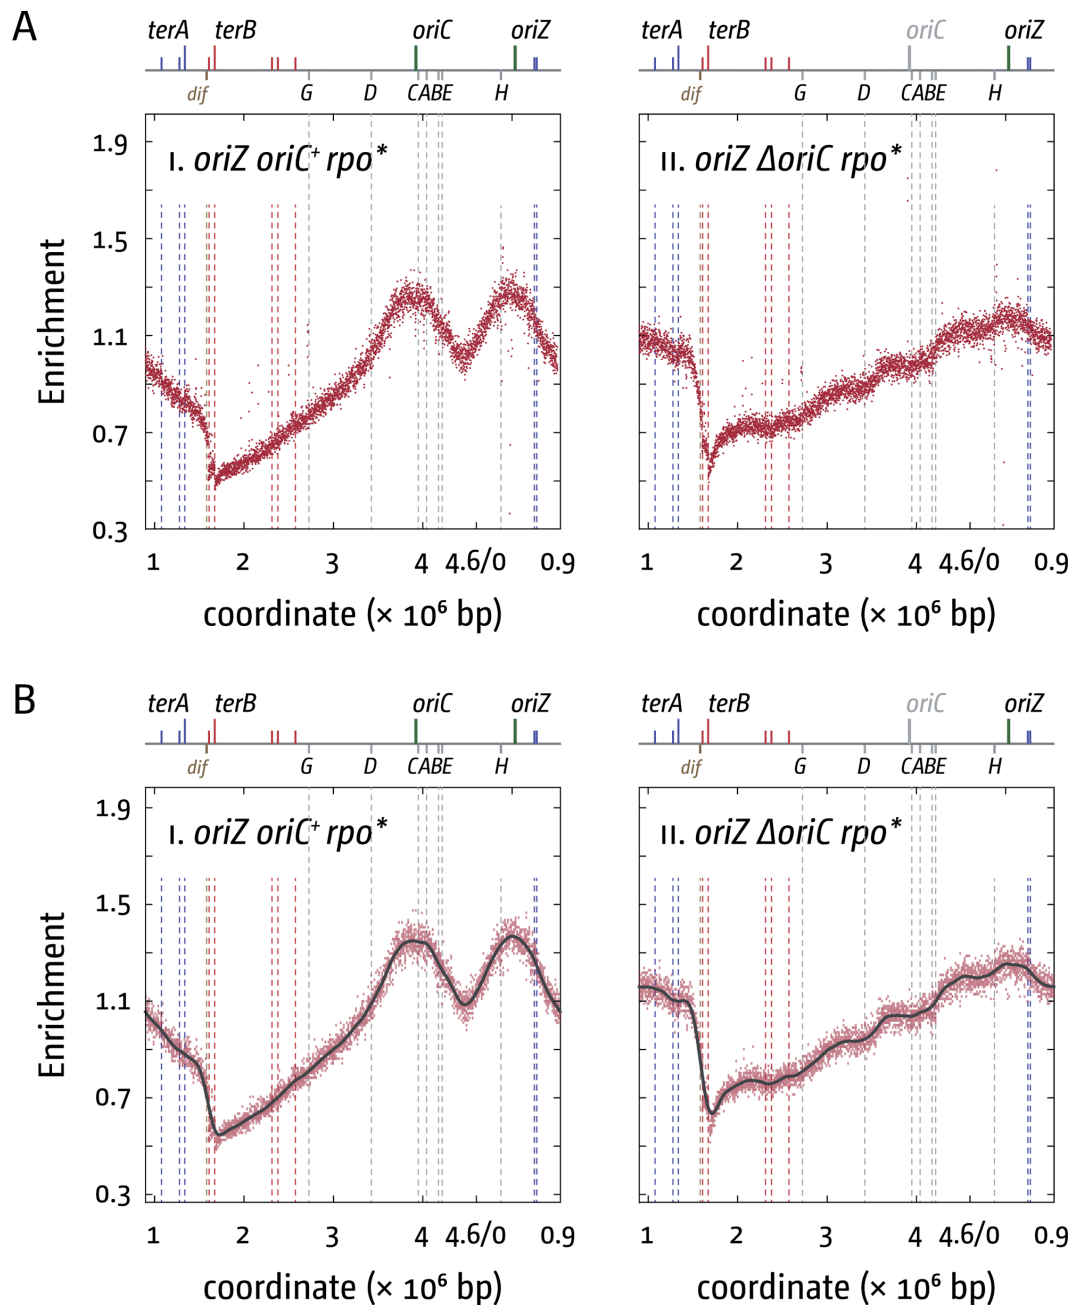 A
terA terB oriC oriZ
dif G D CABE H
I. oriZ oriC+ rpo*
1.9
1.5
1.1
0.7
0.3
Enrichment
1 2 3 4 4.6/0 0.9
coordinate (× 10⁶ bp)
terA terB oriC oriZ
dif G D CABE H
II. oriZ ΔoriC rpo*
1 2 3 4 4.6/0 0.9
coordinate (× 10⁶ bp)
B
terA terB oriC oriZ
dif G D CABE H
I. oriZ oriC+ rpo*
1.9
1.5
1.1
0.7
0.3
Enrichment
1 2 3 4 4.6/0 0.9
coordinate (× 10⁶ bp)
terA terB oriC oriZ
dif G D CABE H
II. oriZ ΔoriC rpo*
1 2 3 4 4.6/0 0.9
coordinate (× 10⁶ bp)